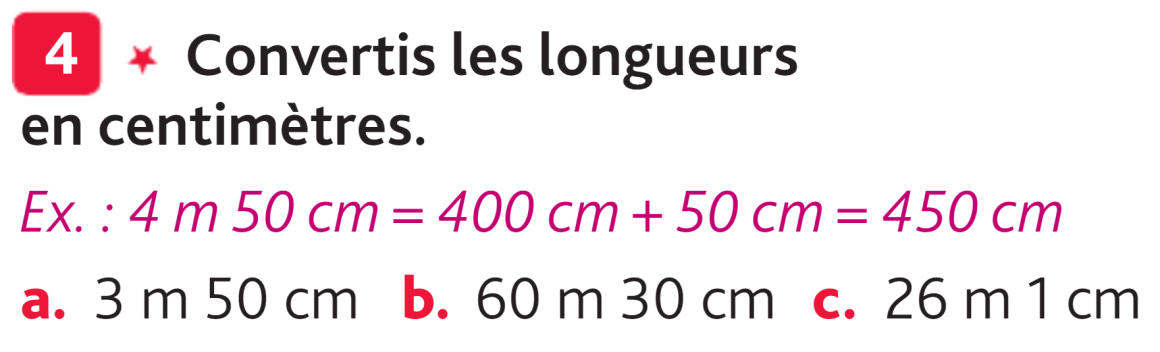 4 ★ Convertis les longueurs
en centimètres.
Ex. : 4 m 50 cm = 400 cm + 50 cm = 450 cm
a. 3 m 50 cm b. 60 m 30 cm c. 26 m 1 cm